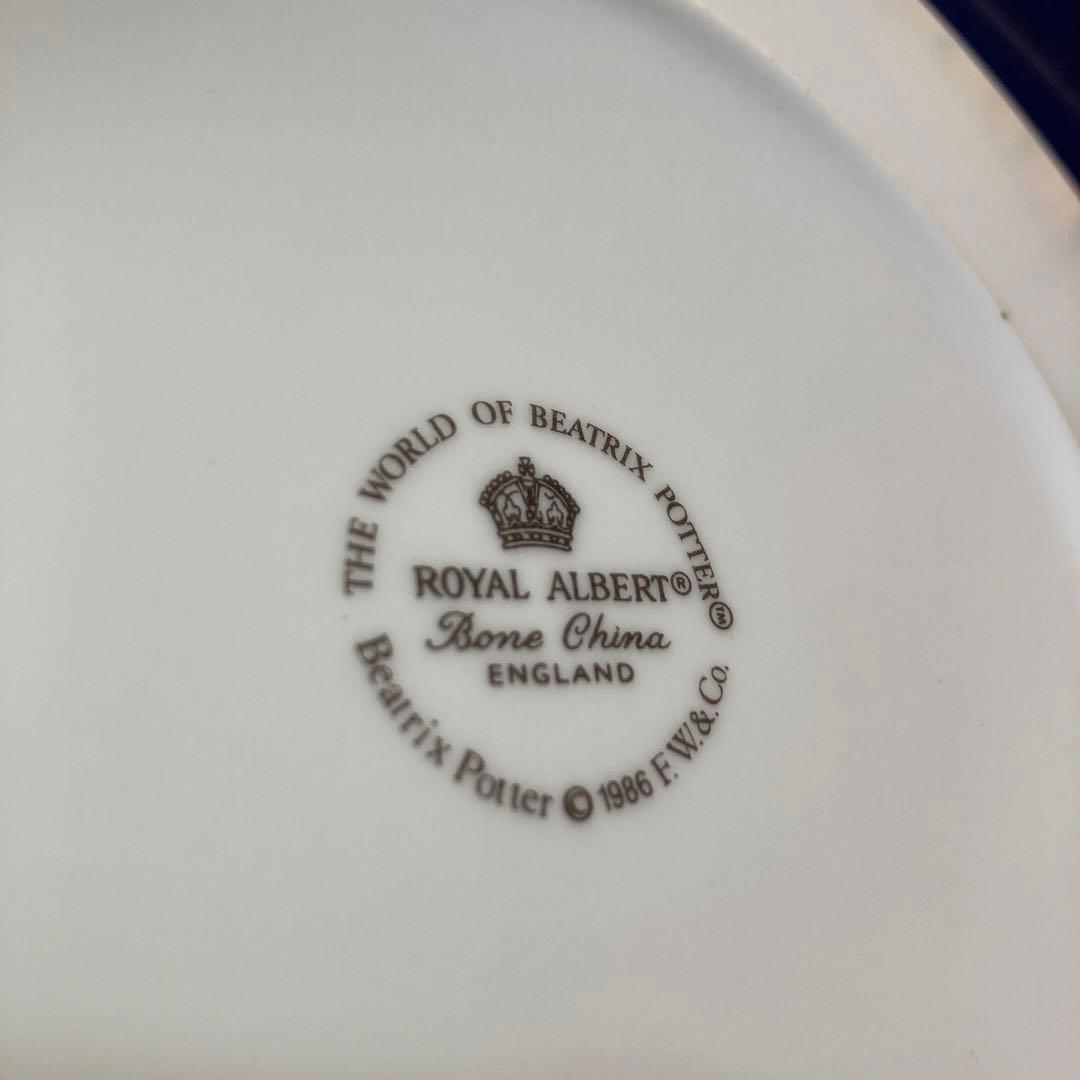 THE WORLD OF BEATRIX POTTER™
ROYAL ALBERT®
Bone China
ENGLAND
Beatrix Potter © 1986 F. W. & Co.